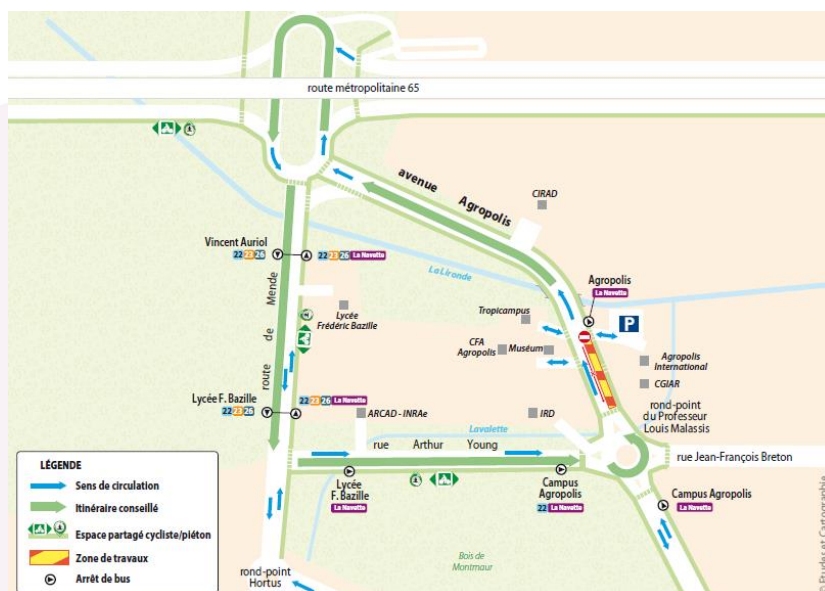 route métropolitaine 65
avenue Agropolis
CIRAD
Vincent Auriol
22 23 26
22 23 26 La Navette
La Lironde
Agropolis
La Navette
P
Tropicampus
Lycée
Frédéric Bazille
CFA
Agropolis
Muséum
Agropolis
International
CGIAR
route de Mende
Lycée F. Bazille
22 23 26
22 23 26 La Navette
ARCAD - INRAe
IRD
rond-point
du Professeur
Louis Malassis
Lavalette
rue Arthur Young
rue Jean-François Breton
Lycée
F. Bazille
La Navette
Campus
Agropolis
22 La Navette
Campus Agropolis
La Navette
Bois de
Montmaur
rond-point
Hortus
LÉGENDE
Sens de circulation
Itinéraire conseillé
Espace partagé cycliste/piéton
Zone de travaux
Arrêt de bus
© Etudes et Cartographie